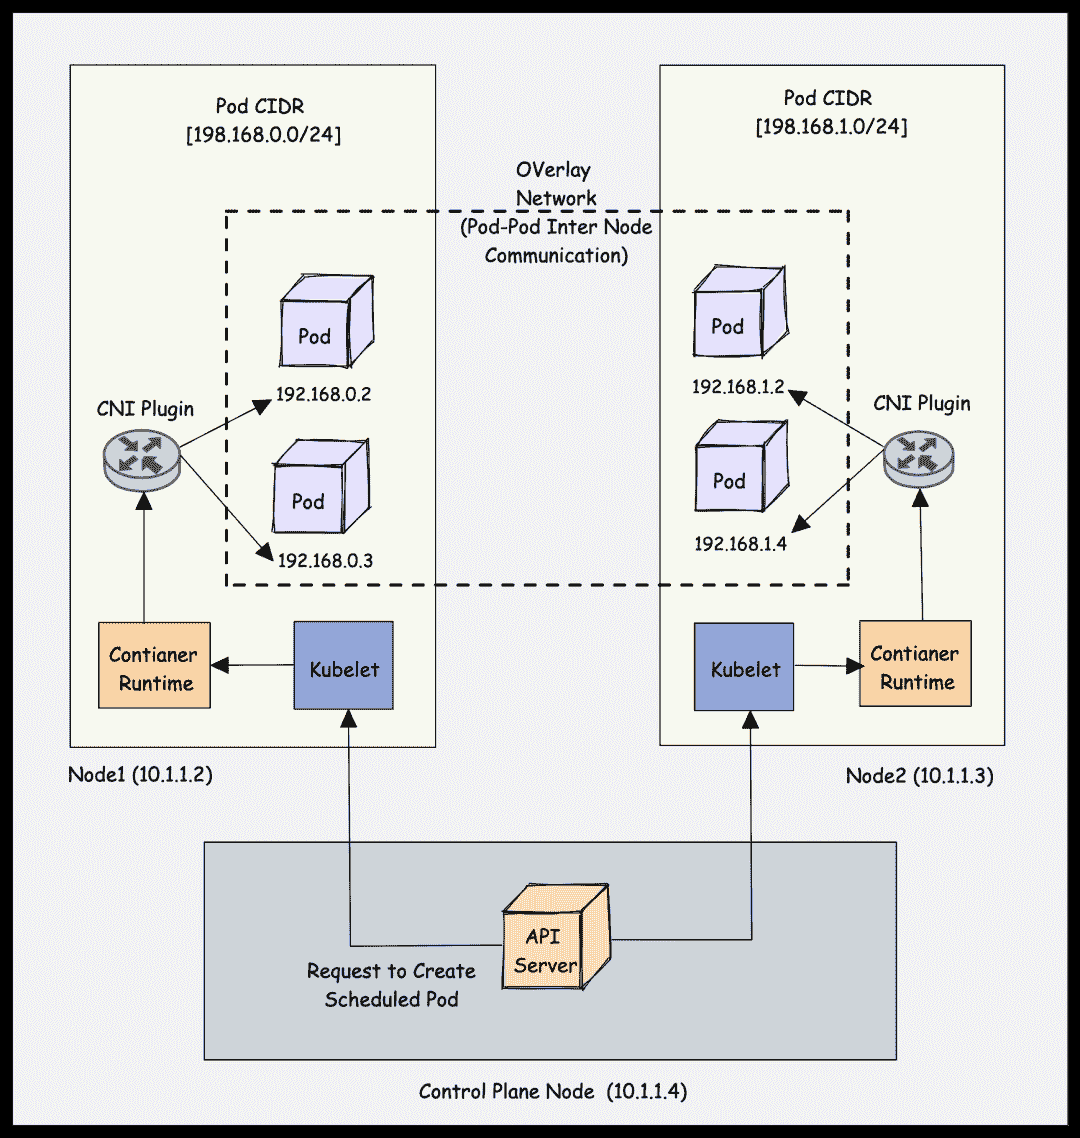 Pod CIDR
[198.168.0.0/24]
Pod CIDR
[198.168.1.0/24]
OVerlay
Network
(Pod-Pod Inter Node
Communication)
Pod
192.168.0.2
Pod
192.168.0.3
CNI Plugin
Pod
192.168.1.2
Pod
192.168.1.4
CNI Plugin
Contianer
Runtime
Kubelet
Kubelet
Contianer
Runtime
Node1 (10.1.1.2)
Node2 (10.1.1.3)
API
Server
Request to Create
Scheduled Pod
Control Plane Node (10.1.1.4)